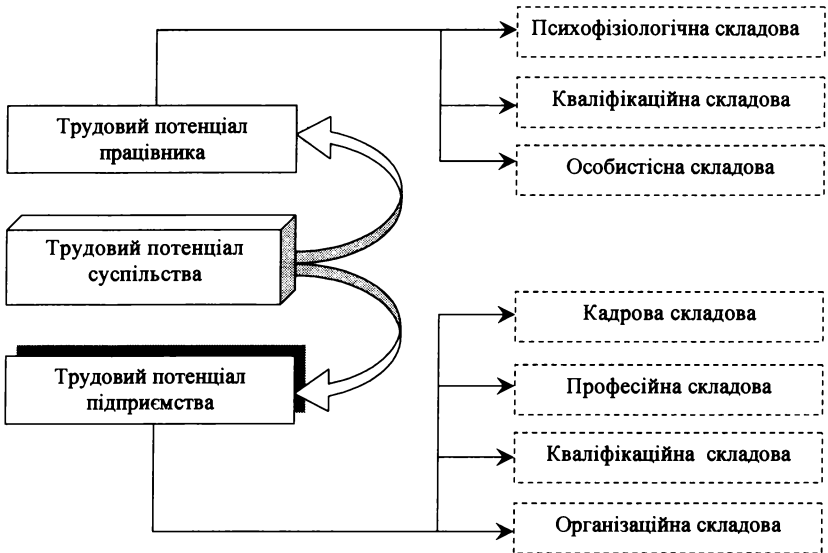 Психофізіологічна складова
Кваліфікаційна складова
Особистісна складова
Трудовий потенціал
працівника
Трудовий потенціал
суспільства
Трудовий потенціал
підприємства
Кадрова складова
Професійна складова
Кваліфікаційна складова
Організаційна складова